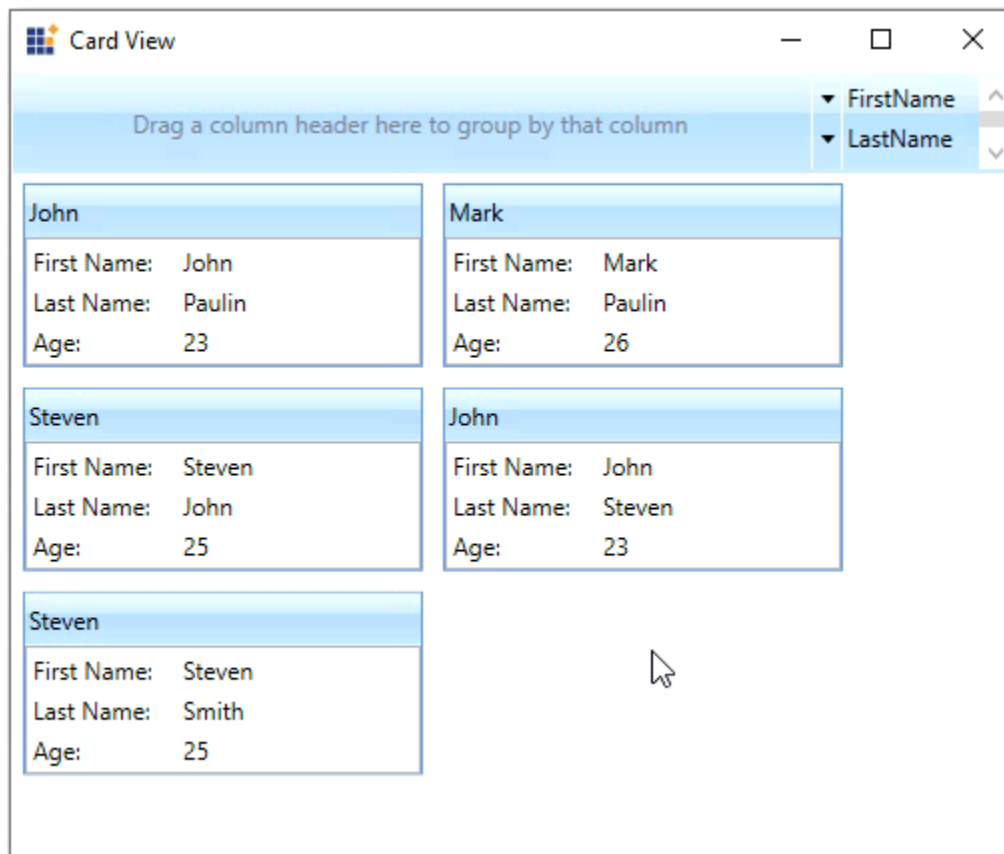 Card View
Drag a column header here to group by that column
FirstName
LastName
John
First Name: John
Last Name: Paulin
Age: 23
Mark
First Name: Mark
Last Name: Paulin
Age: 26
Steven
First Name: Steven
Last Name: John
Age: 25
John
First Name: John
Last Name: Steven
Age: 23
Steven
First Name: Steven
Last Name: Smith
Age: 25